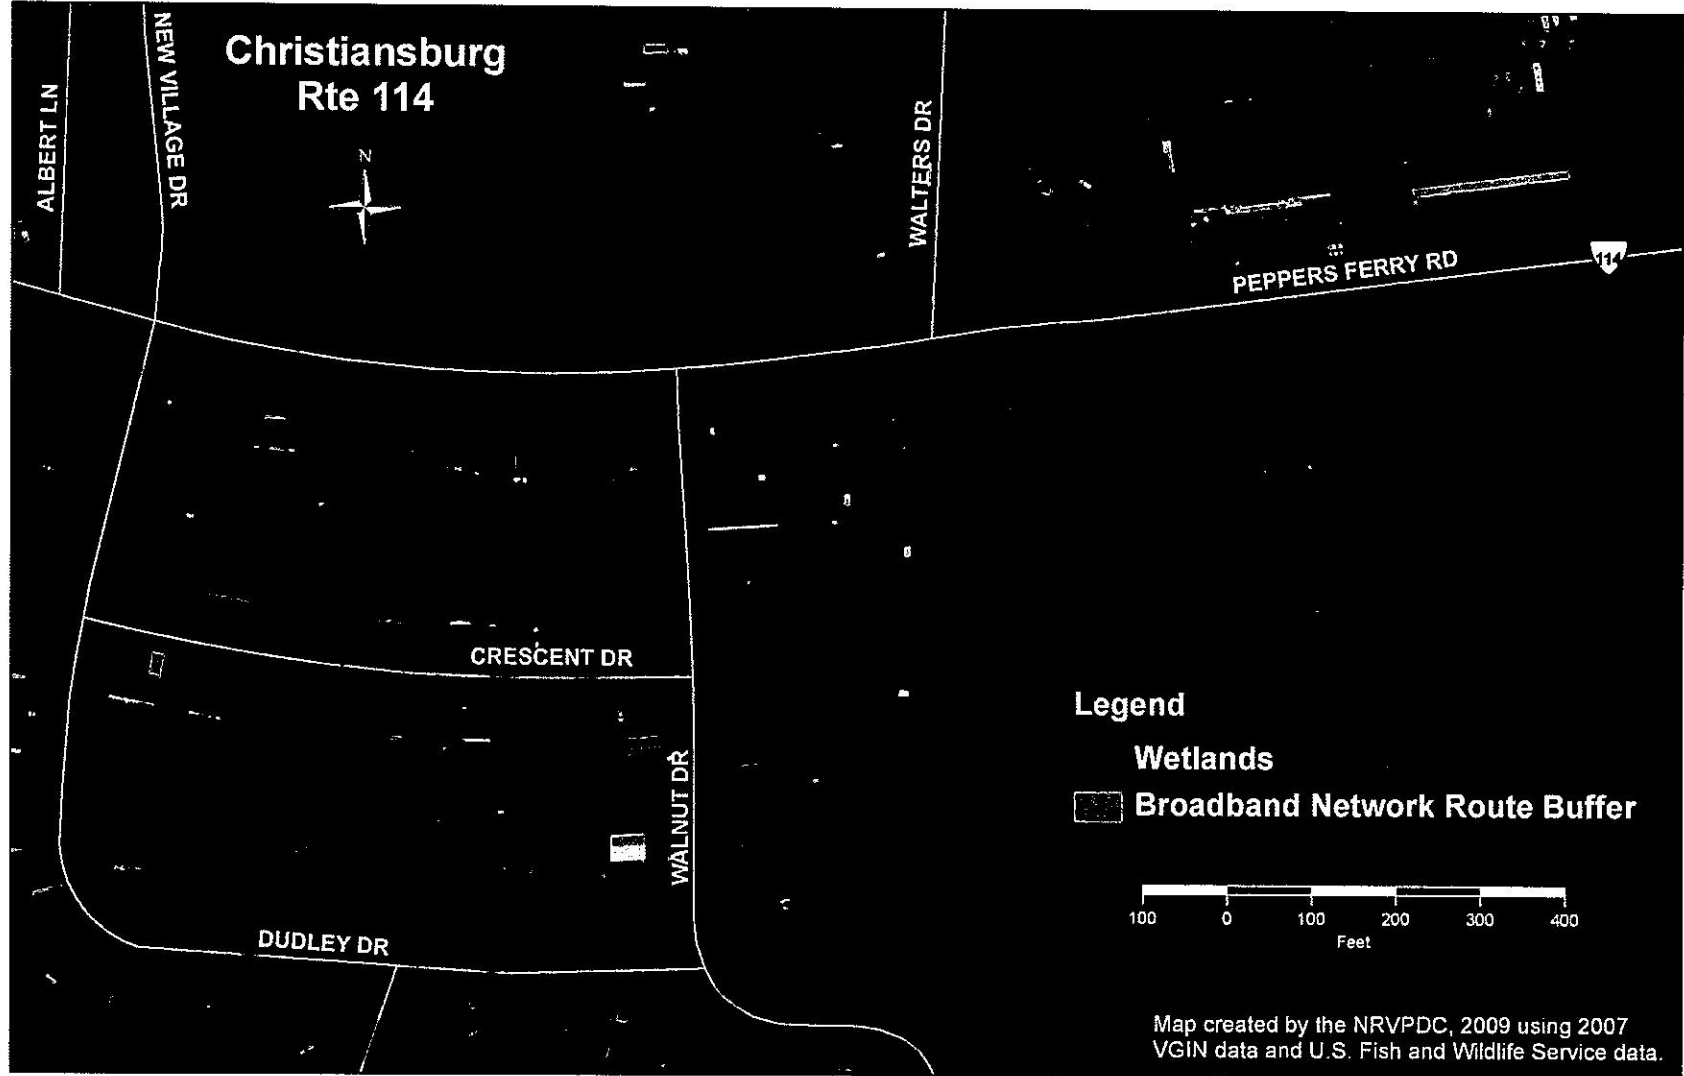 Christiansburg
Rte 114
N
ALBERT LN
NEW VILLAGE DR
WALTERS DR
PEPPERS FERRY RD
114
CRESCENT DR
WALNUT DR
DUDLEY DR
Legend
Wetlands
Broadband Network Route Buffer
100 0 100 200 300 400
Feet
Map created by the NRVPDC, 2009 using 2007
VGIN data and U.S. Fish and Wildlife Service data.